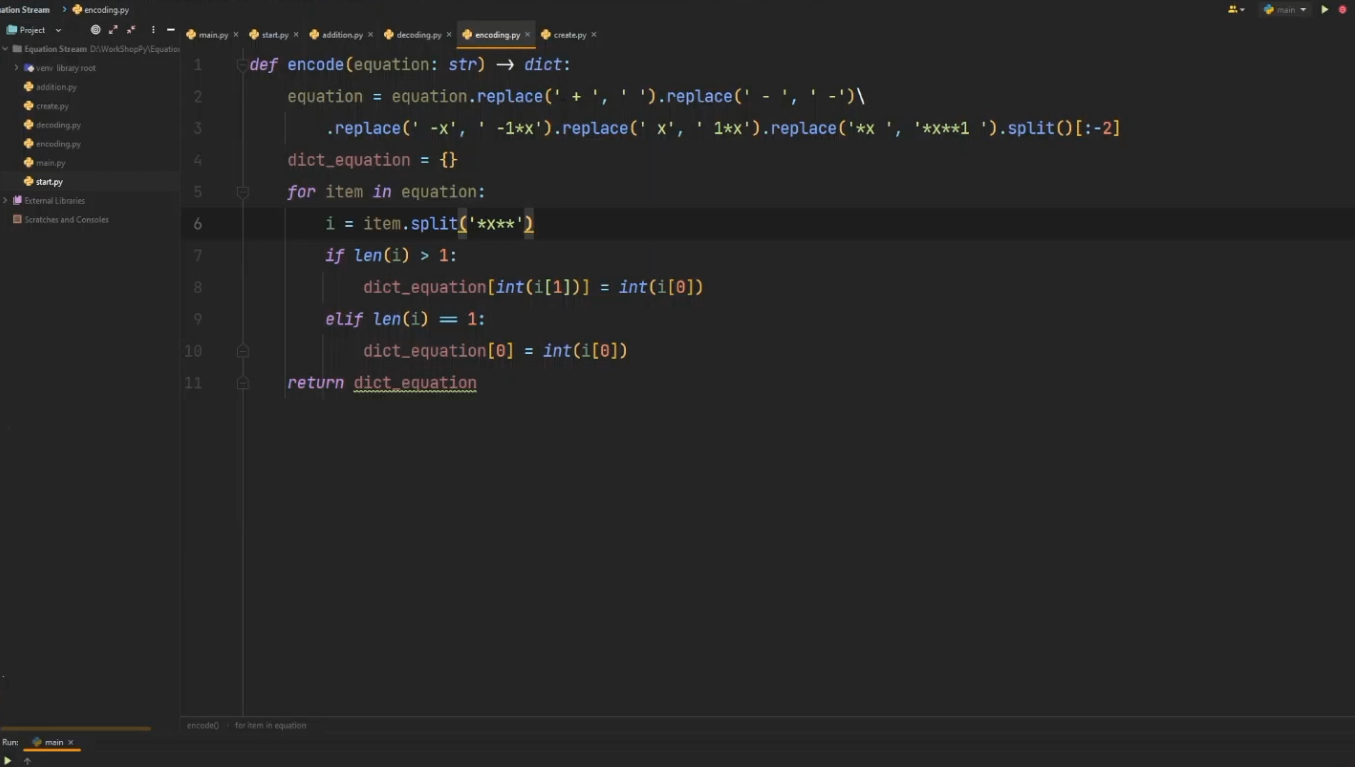 uation Stream encoding.py
main
Project
main.py start.py addition.py decoding.py encoding.py create.py
Equation Stream D:\WorkShopPy\Equation
venv library root
addition.py
create.py
decoding.py
encoding.py
main.py
start.py
External Libraries
Scratches and Consoles
1 def encode(equation: str) → dict:
2 equation = equation.replace(' + ', ' ').replace(' - ', ' -')\
3 .replace(' -x', ' -1*x').replace(' x', ' 1*x').replace('*x ', '*x**1 ').split()[:-2]
4 dict_equation = {}
5 for item in equation:
6 i = item.split('*x**')
7 if len(i) > 1:
8 dict_equation[int(i[1])] = int(i[0])
9 elif len(i) == 1:
10 dict_equation[0] = int(i[0])
11 return dict_equation
encode() for item in equation
Run: main